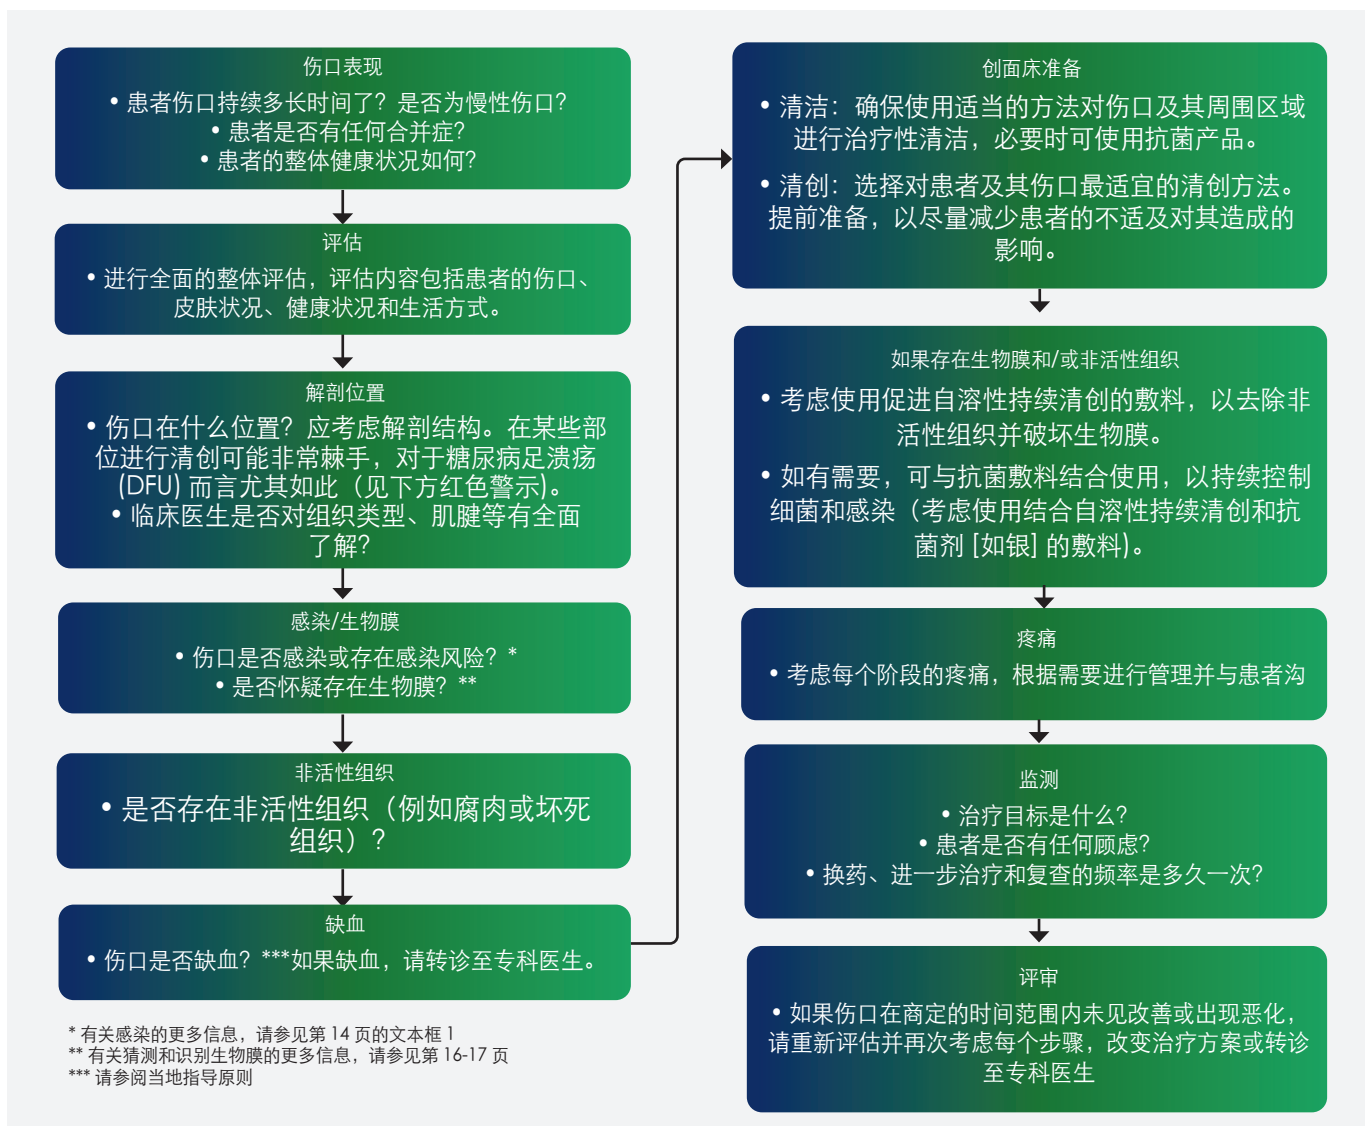 伤口表现
• 患者伤口持续多长时间了？是否为慢性伤口？
• 患者是否有任何合并症？
• 患者的整体健康状况如何？
评估
• 进行全面的整体评估，评估内容包括患者的伤口、
皮肤状况、健康状况和生活方式。
解剖位置
• 伤口在什么位置？应考虑解剖结构。在某些部
位进行清创可能非常棘手，对于糖尿病足溃疡
(DFU) 而言尤其如此（见下方红色警示)。
• 临床医生是否对组织类型、肌腱等有全面
了解？
感染/生物膜
• 伤口是否感染或存在感染风险？*
• 是否怀疑存在生物膜？**
非活性组织
• 是否存在非活性组织（例如腐肉或坏死
组织）？
缺血
• 伤口是否缺血？***如果缺血，请转诊至专科医生。
* 有关感染的更多信息，请参见第 14 页的文本框 1
** 有关猜测和识别生物膜的更多信息，请参见第 16-17 页
*** 请参阅当地指导原则
创面床准备
• 清洁：确保使用适当的方法对伤口及其周围区域
进行治疗性清洁，必要时可使用抗菌产品。
• 清创：选择对患者及其伤口最适宜的清创方法。
提前准备，以尽量减少患者的不适及对其造成的
影响。
如果存在生物膜和/或非活性组织
• 考虑使用促进自溶性持续清创的敷料，以去除非
活性组织并破坏生物膜。
• 如有需要，可与抗菌敷料结合使用，以持续控制
细菌和感染（考虑使用结合自溶性持续清创和抗
菌剂 [如银] 的敷料)。
疼痛
• 考虑每个阶段的疼痛，根据需要进行管理并与患者沟
监测
• 治疗目标是什么？
• 患者是否有任何顾虑？
• 换药、进一步治疗和复查的频率是多久一次？
评审
• 如果伤口在商定的时间范围内未见改善或出现恶化，
请重新评估并再次考虑每个步骤，改变治疗方案或转诊
至专科医生